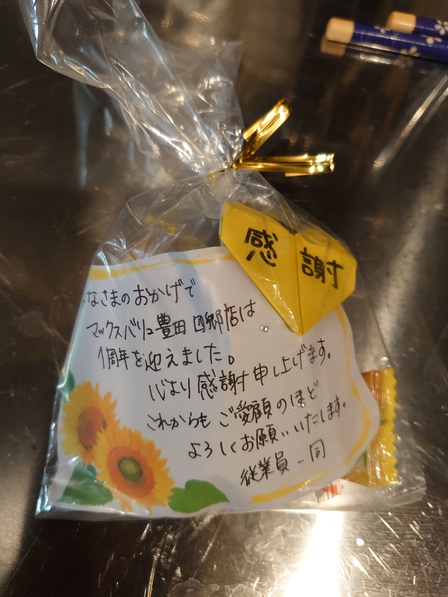 感謝
なさまのおかげで
マックスバリュ豊田四郷店は
1周年を迎えました。
心より感謝申し上げます。
これからもご愛顧のほど
よろしくお願いいたします。
従業員一同